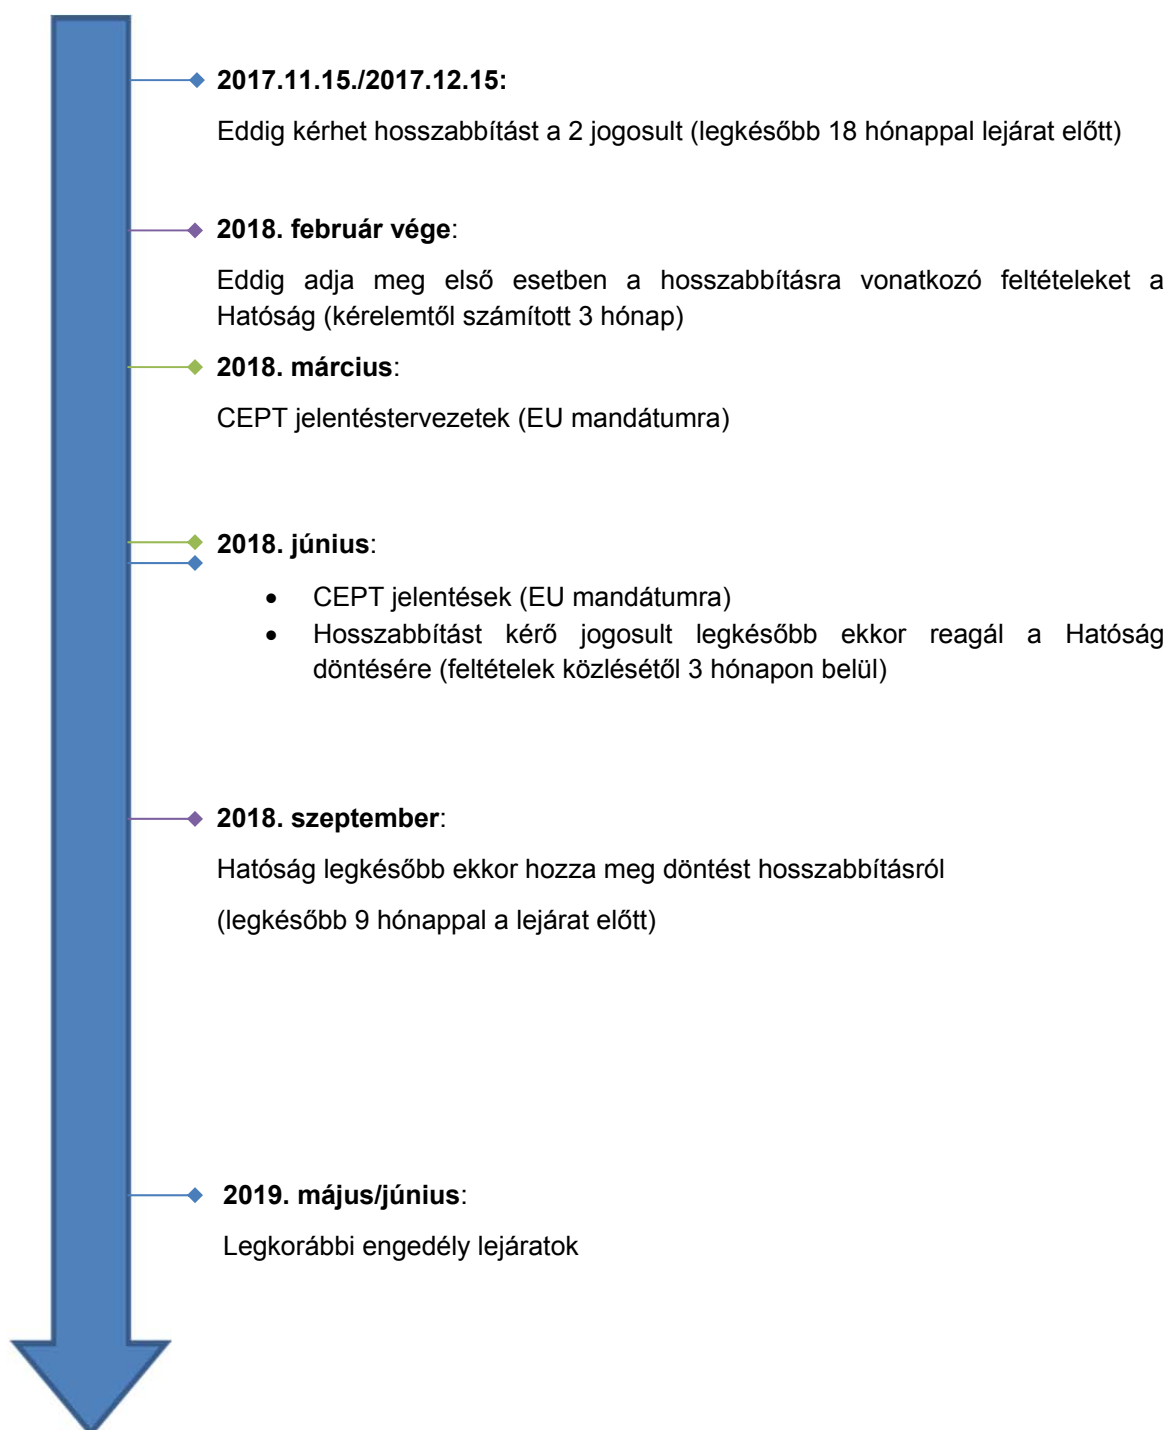 2017.11.15./2017.12.15:
Eddig kérhet hosszabbítást a 2 jogosult (legkésőbb 18 hónappal lejárat előtt)
2018. február vége:
Eddig adja meg első esetben a hosszabbításra vonatkozó feltételeket a
Hatóság (kérelemtől számított 3 hónap)
2018. március:
CEPT jelentéstervezetek (EU mandátumra)
2018. június:
• CEPT jelentések (EU mandátumra)
• Hosszabbítást kérő jogosult legkésőbb ekkor reagál a Hatóság
döntésére (feltételek közlésétől 3 hónapon belül)
2018. szeptember:
Hatóság legkésőbb ekkor hozza meg döntést hosszabbításról
(legkésőbb 9 hónappal a lejárat előtt)
2019. május/június:
Legkorábbi engedély lejáratok